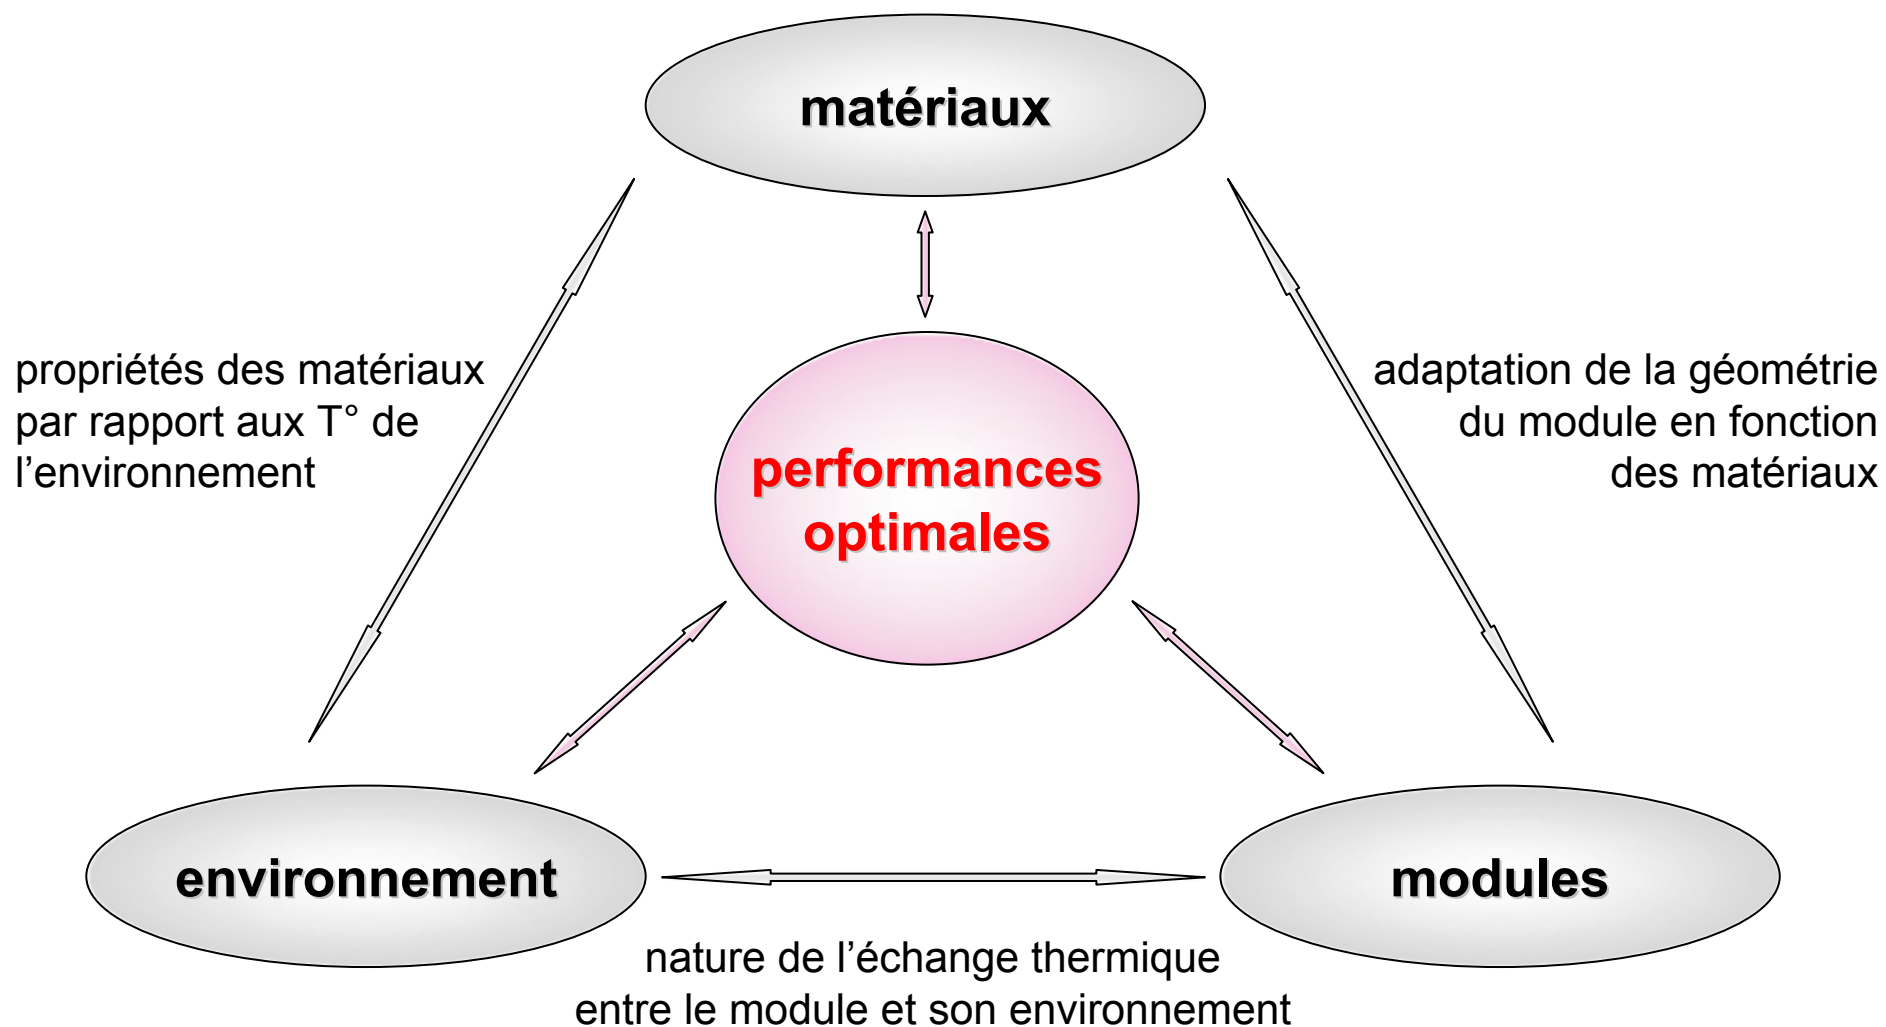 matériaux
propriétés des matériaux
par rapport aux T° de
l’environnement
adaptation de la géométrie
du module en fonction
des matériaux
performances
optimales
environnement
modules
nature de l’échange thermique
entre le module et son environnement